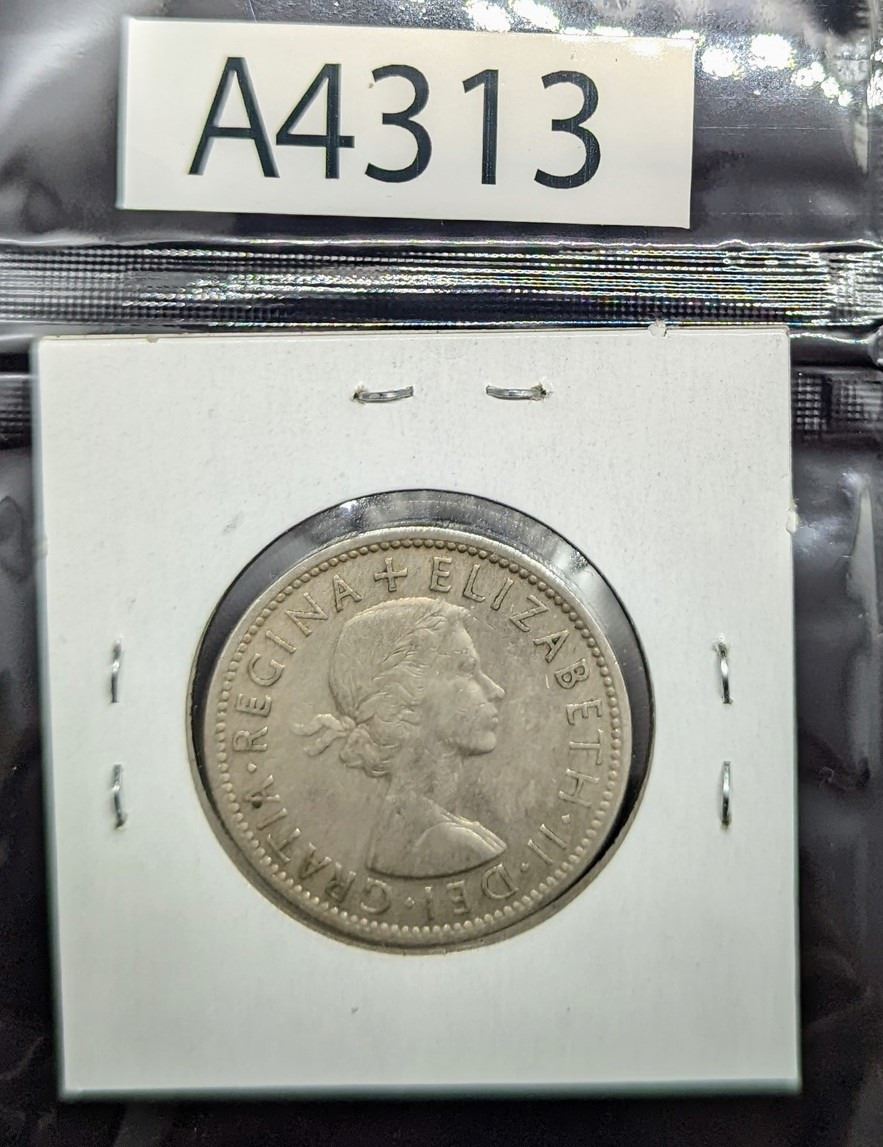 A4313
+ ELIZABETH · II · DEI · GRATIA · REGINA